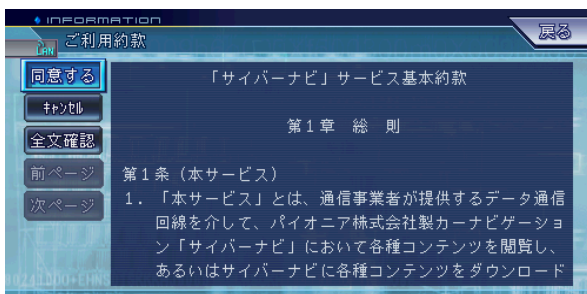 INFORMATION
戻る
LAN ご利用約款
同意する
ｷｬﾝｾﾙ
全文確認
前ページ
次ページ
「サイバーナビ」サービス基本約款
第1章 総 則
第1条（本サービス）
1. 「本サービス」とは、通信事業者が提供するデータ通信
回線を介して、パイオニア株式会社製カーナビゲーショ
ン「サイバーナビ」において各種コンテンツを閲覧し、
あるいはサイバーナビに各種コンテンツをダウンロード